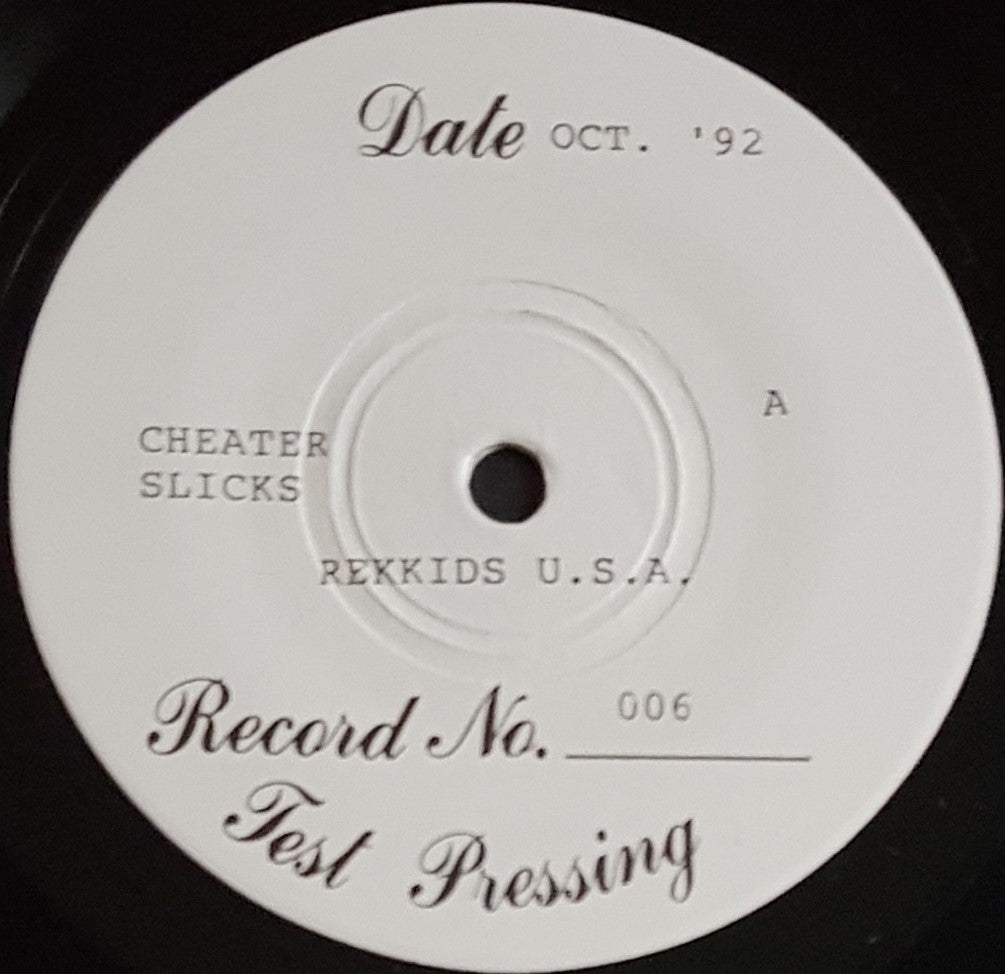 Date OCT. '92
A
CHEATER
SLICKS
REKKIDS U.S.A.
Record No. 006
Test Pressing